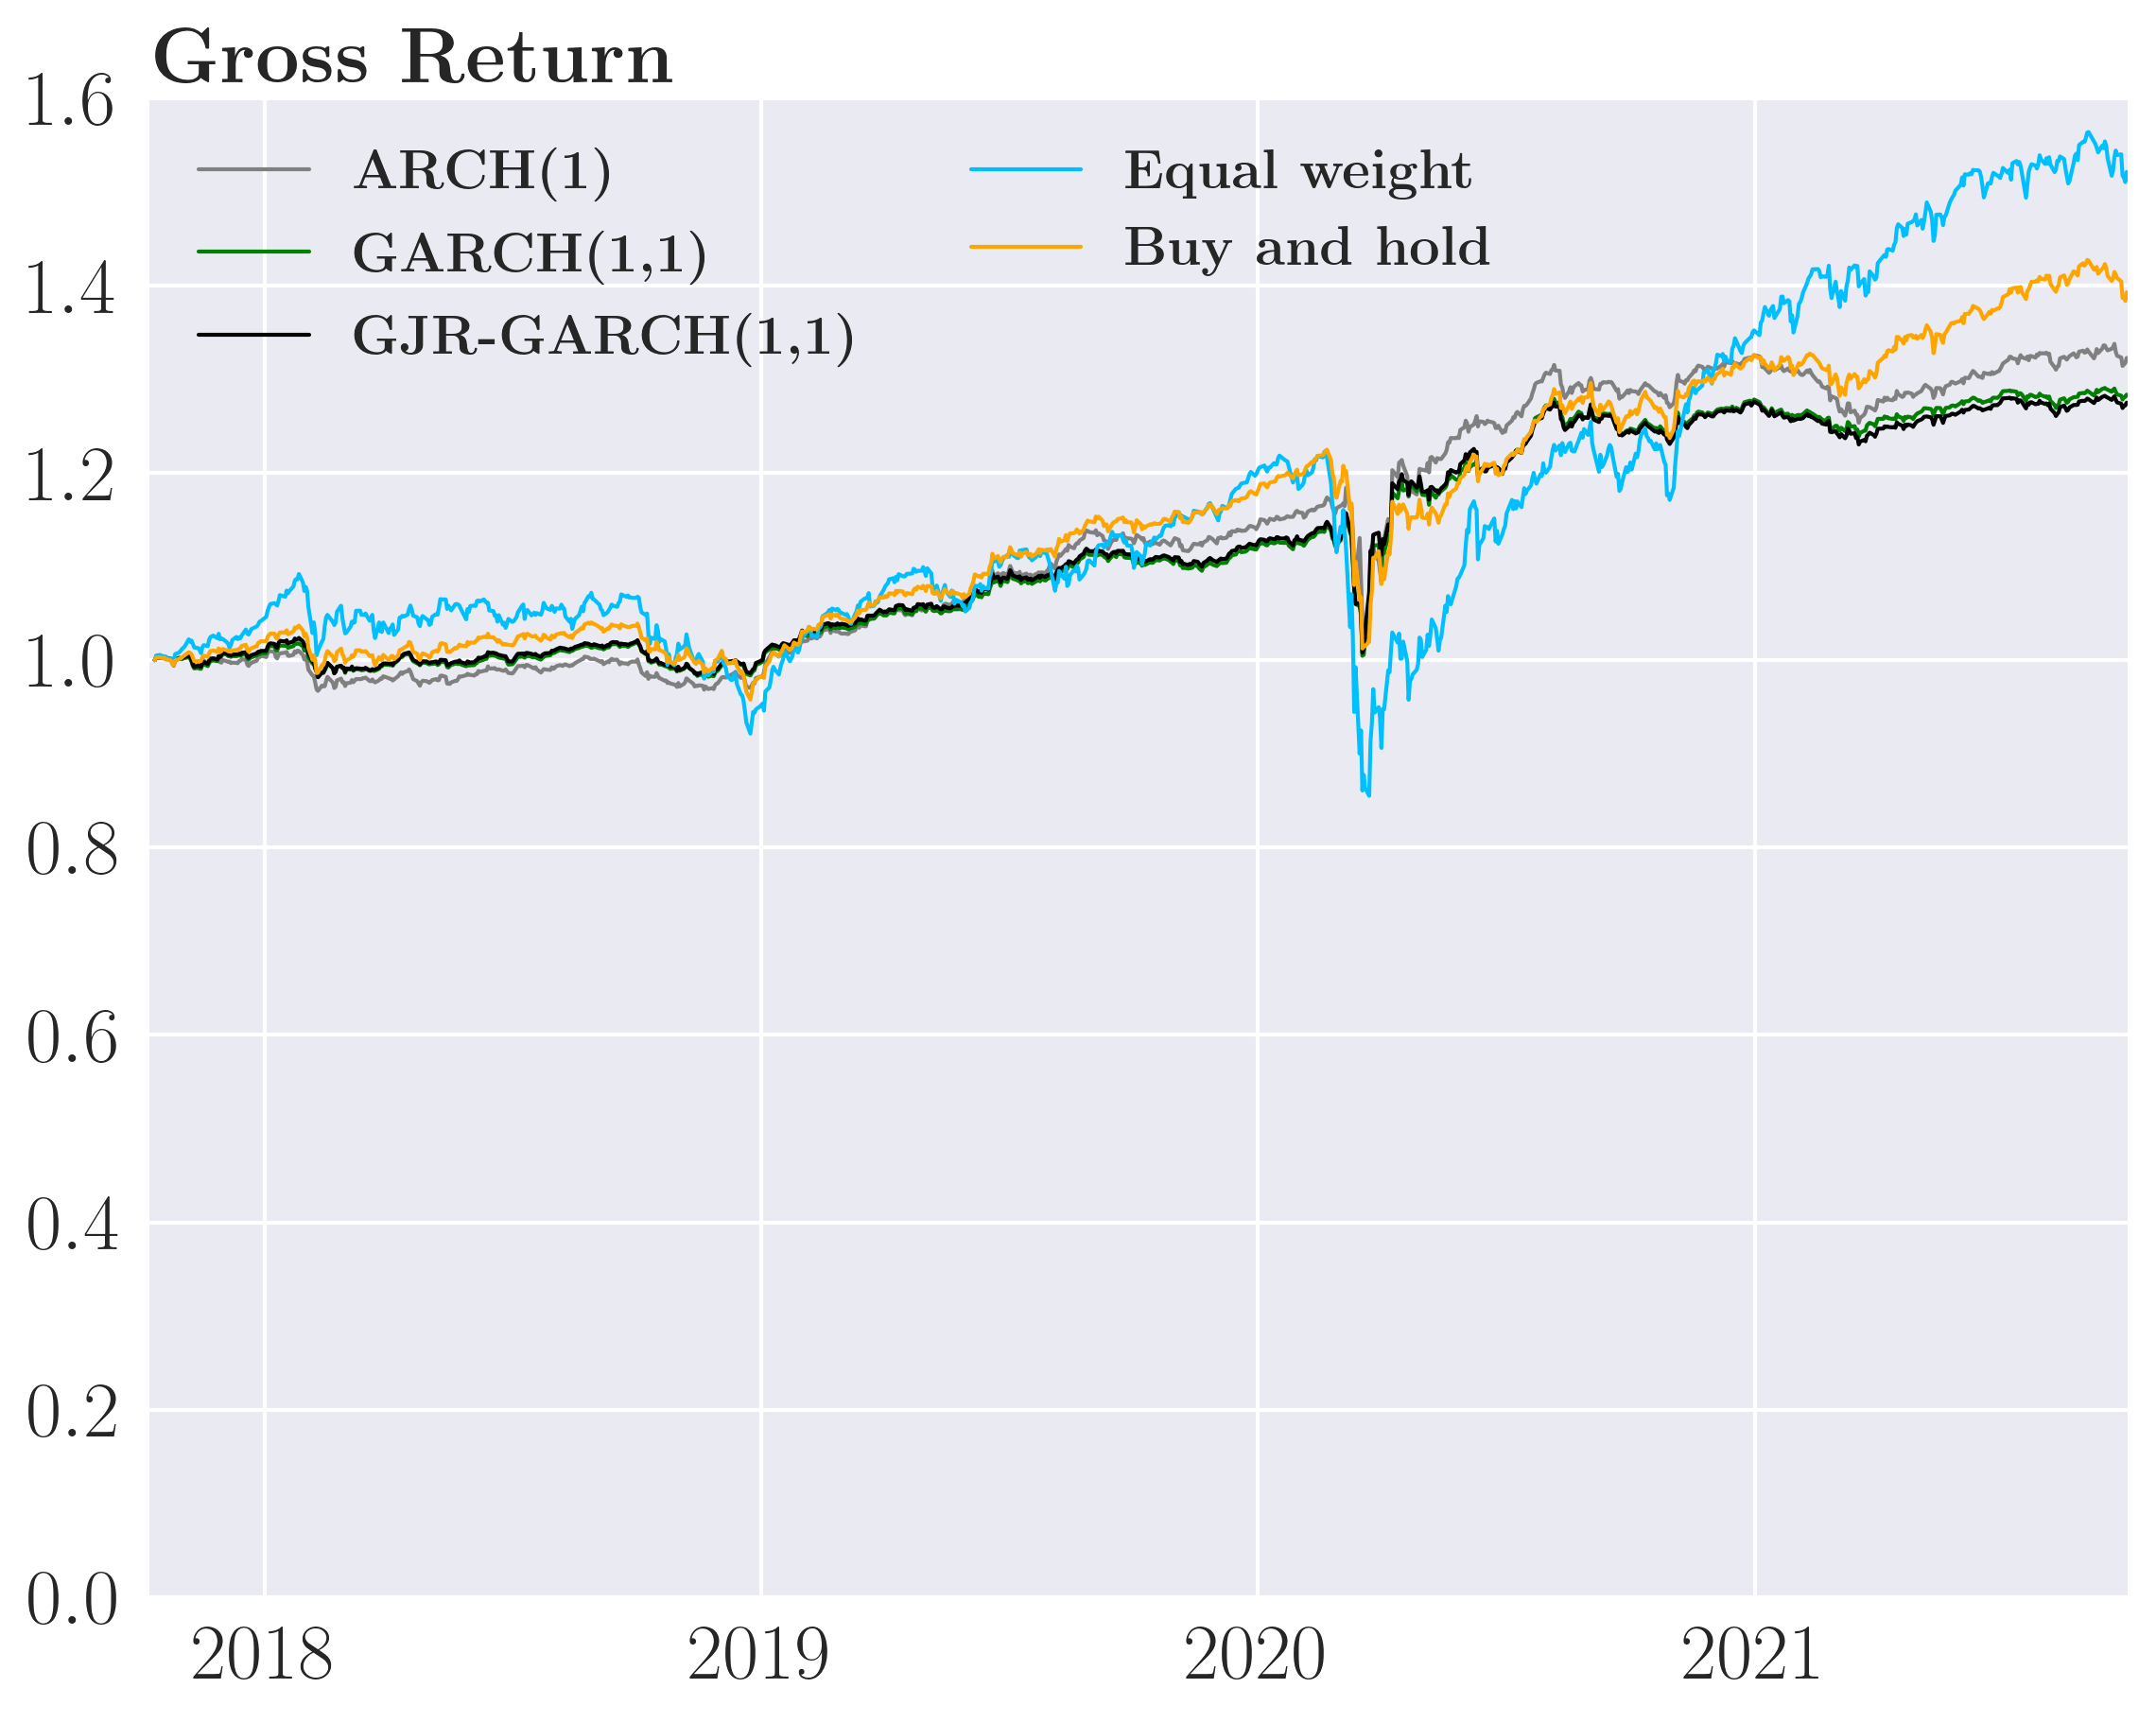 Gross Return
1.6
1.4
1.2
1.0
0.8
0.6
0.4
0.2
0.0
ARCH(1)
GARCH(1,1)
GJR-GARCH(1,1)
Equal weight
Buy and hold
2018 2019 2020 2021